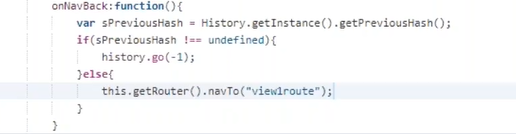 onNavBack:function(){
var sPreviousHash = History.getInstance().getPreviousHash();
if(sPreviousHash !== undefined){
history.go(-1);
}else{
this.getRouter().navTo("view1route");
}
}